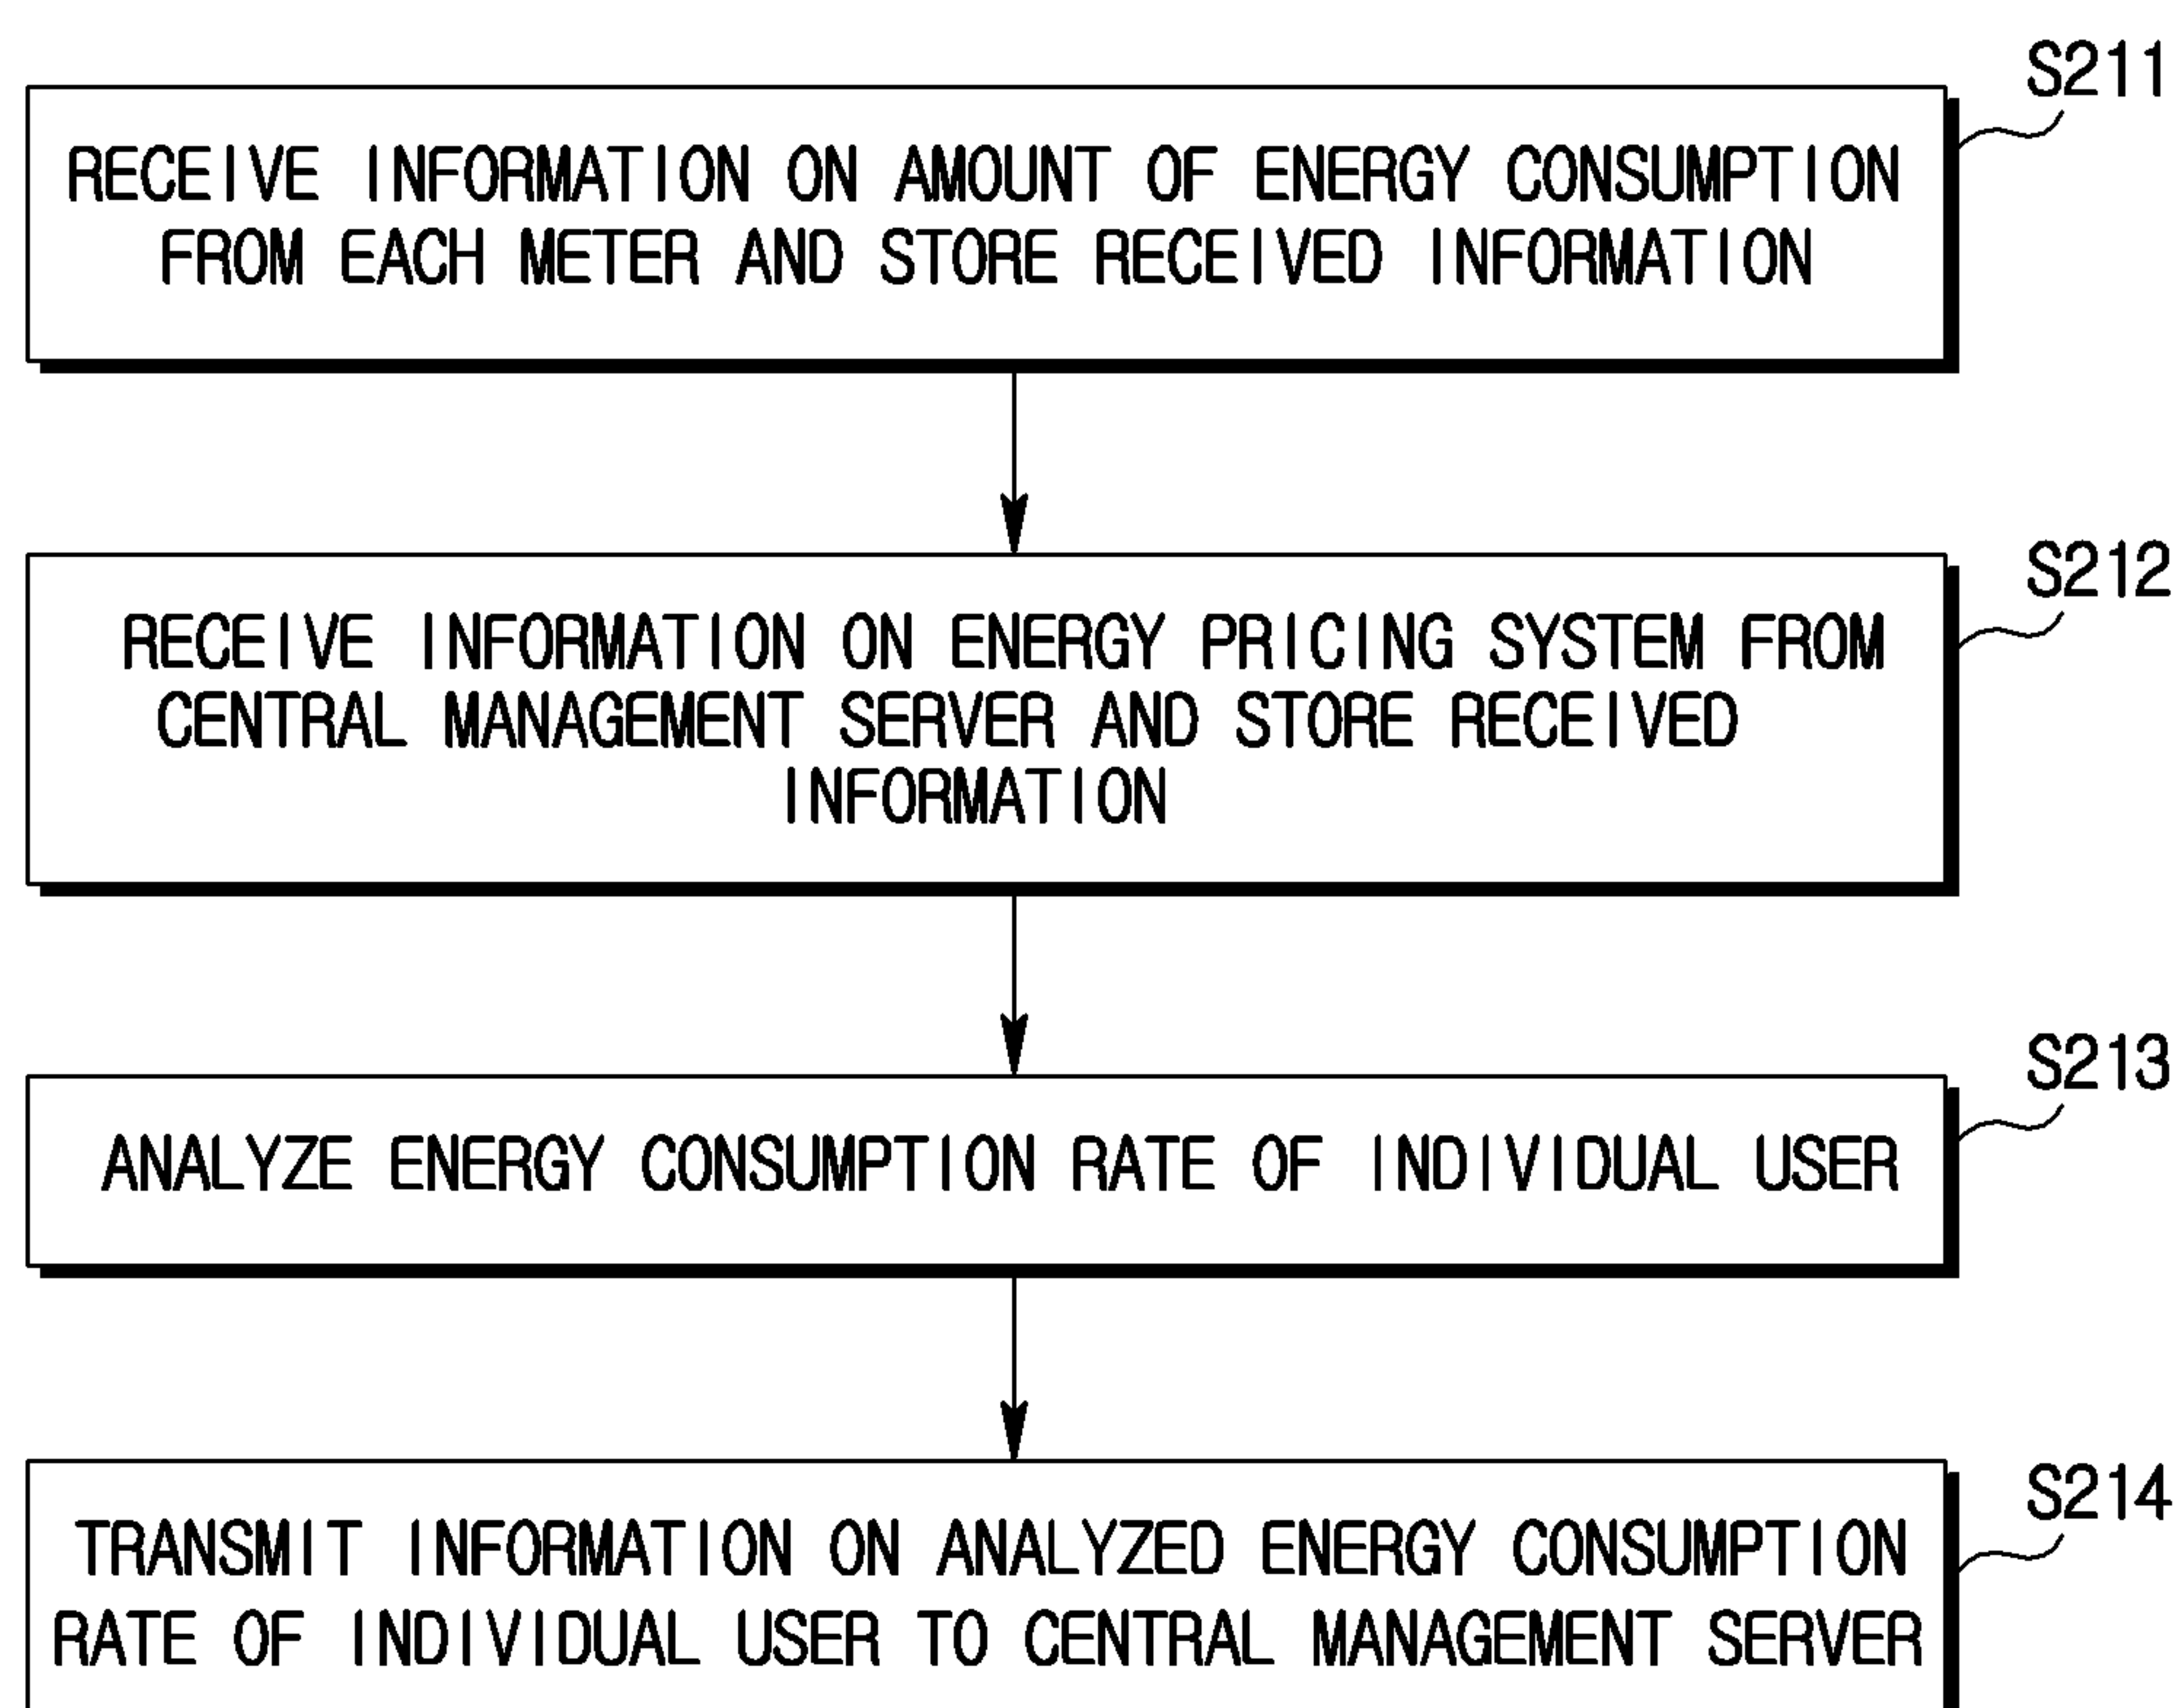 S211
RECEIVE INFORMATION ON AMOUNT OF ENERGY CONSUMPTION
FROM EACH METER AND STORE RECEIVED INFORMATION
S212
RECEIVE INFORMATION ON ENERGY PRICING SYSTEM FROM
CENTRAL MANAGEMENT SERVER AND STORE RECEIVED
INFORMATION
S213
ANALYZE ENERGY CONSUMPTION RATE OF INDIVIDUAL USER
S214
TRANSMIT INFORMATION ON ANALYZED ENERGY CONSUMPTION
RATE OF INDIVIDUAL USER TO CENTRAL MANAGEMENT SERVER